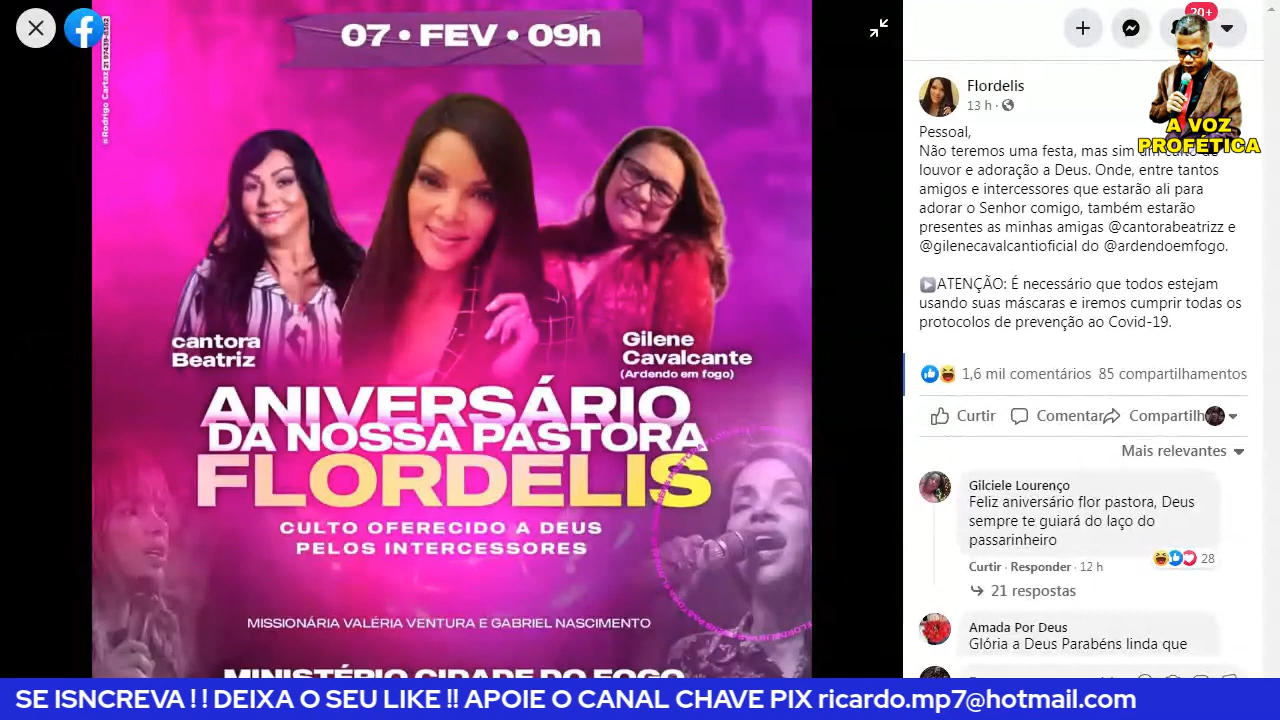 07 • FEV • 09h
@Rodrigo Cartaz 21 97439-8362
cantora
Beatriz
Gilene
Cavalcante
(Ardendo em fogo)
ANIVERSÁRIO
DA NOSSA PASTORA
FLORDELIS
CULTO OFERECIDO A DEUS
PELOS INTERCESSORES
MISSIONÁRIA VALÉRIA VENTURA E GABRIEL NASCIMENTO
MINISTÉRIO CIDADE DO FOGO
20+
A VOZ
PROFÉTICA
Flordelis
13 h ·
Pessoal,
Não teremos uma festa, mas sim um culto de
louvor e adoração a Deus. Onde, entre tantos
amigos e intercessores que estarão ali para
adorar o Senhor comigo, também estarão
presentes as minhas amigas @cantorabeatrizz e
@gilenecavalcantioficial do @ardendoemfogo.
ATENÇÃO: É necessário que todos estejam
usando suas máscaras e iremos cumprir todas os
protocolos de prevenção ao Covid-19.
1,6 mil comentários 85 compartilhamentos
Curtir Comentar Compartilh
Mais relevantes
Gilciele Lourenço
Feliz aniversário flor pastora, Deus
sempre te guiará do laço do
passarinheiro
28
Curtir · Responder · 12 h
21 respostas
Amada Por Deus
Glória a Deus Parabéns linda que
SE ISNCREVA ! ! DEIXA O SEU LIKE !! APOIE O CANAL CHAVE PIX ricardo.mp7@hotmail.com